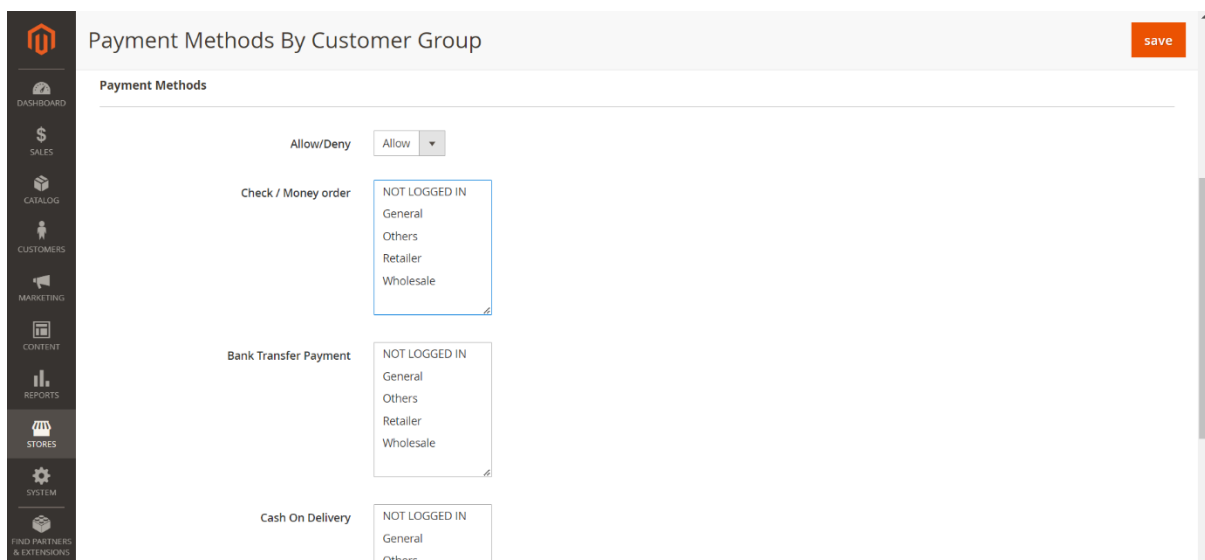 Payment Methods By Customer Group
save
DASHBOARD
SALES
CATALOG
CUSTOMERS
MARKETING
CONTENT
REPORTS
STORES
SYSTEM
FIND PARTNERS
& EXTENSIONS
Payment Methods
Allow/Deny Allow
Check / Money order NOT LOGGED IN
General
Others
Retailer
Wholesale
Bank Transfer Payment NOT LOGGED IN
General
Others
Retailer
Wholesale
Cash On Delivery NOT LOGGED IN
General
Others